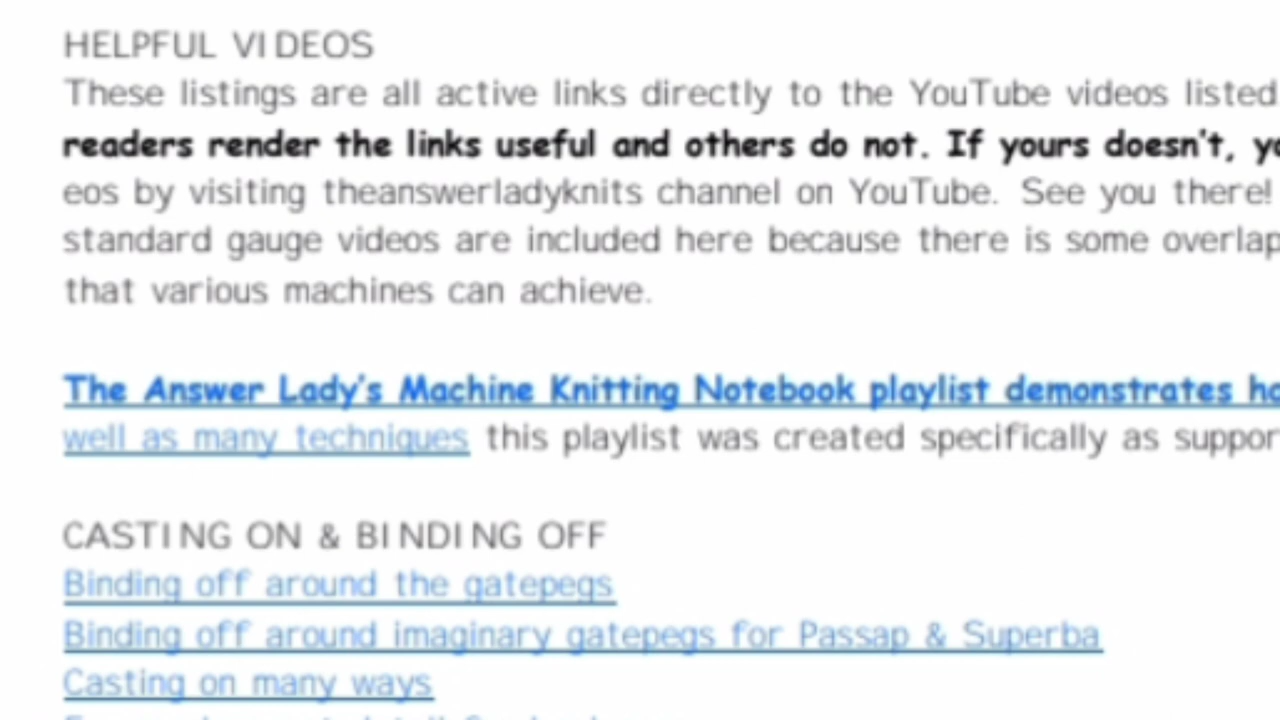 HELPFUL VIDEOS
These listings are all active links directly to the YouTube videos listed
readers render the links useful and others do not. If yours doesn't,
eos by visiting theanswerladyknits channel on YouTube. See you there!
standard gauge videos are included here because there is some overlap
that various machines can achieve.
The Answer Lady's Machine Knitting Notebook playlist demonstrates
well as many techniques this playlist was created specifically as
CASTING ON & BINDING OFF
Binding off around the gatepegs
Binding off around imaginary gatepegs for Passap & Superba
Casting on many ways